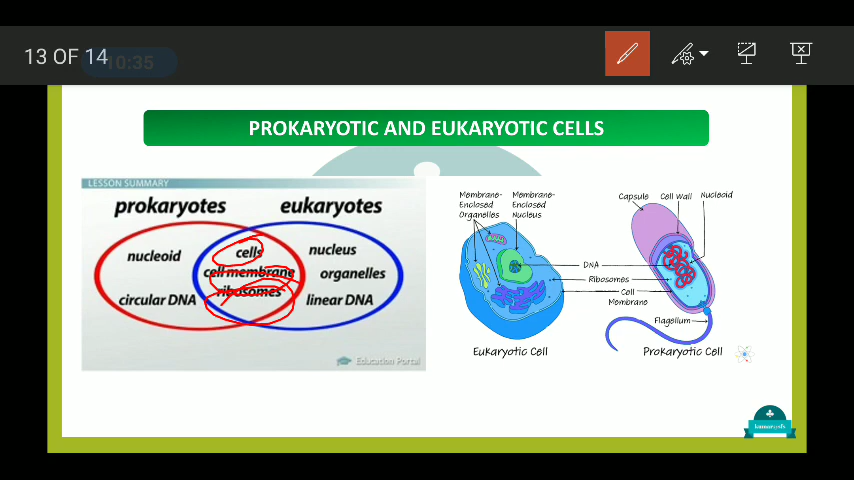 13 OF 14
10:35
PROKARYOTIC AND EUKARYOTIC CELLS
LESSON SUMMARY
prokaryotes
eukaryotes
nucleoid
circular DNA
cells
cell membrane
ribosomes
nucleus
organelles
linear DNA
Education Portal
Membrane-
Enclosed
Organelles
Membrane-
Enclosed
Nucleus
Capsule
Cell Wall
Nucleoid
DNA
Ribosomes
Cell
Membrane
Flagellum
Eukaryotic Cell
Prokaryotic Cell